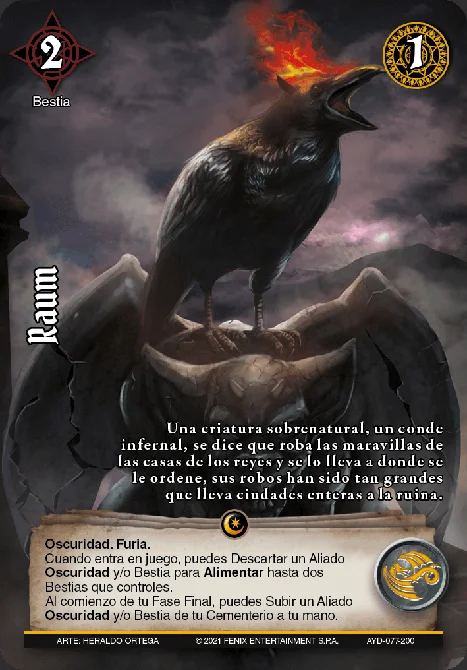 2
1
Bestia
Raum
Una criatura sobrenatural, un conde
infernal, se dice que roba las maravillas de
las casas de los reyes y se lo lleva a donde se
le ordene, sus robos han sido tan grandes
que lleva ciudades enteras a la ruina.
Oscuridad. Furia.
Cuando entra en juego, puedes Descartar un Aliado
Oscuridad y/o Bestia para Alimentar hasta dos
Bestias que controles.
Al comienzo de tu Fase Final, puedes Subir un Aliado
Oscuridad y/o Bestia de tu Cementerio a tu mano.
ARTE: HERALDO ORTEGA © 2021 FENIX ENTERTAINMENT S.P.A. AYD-077-200